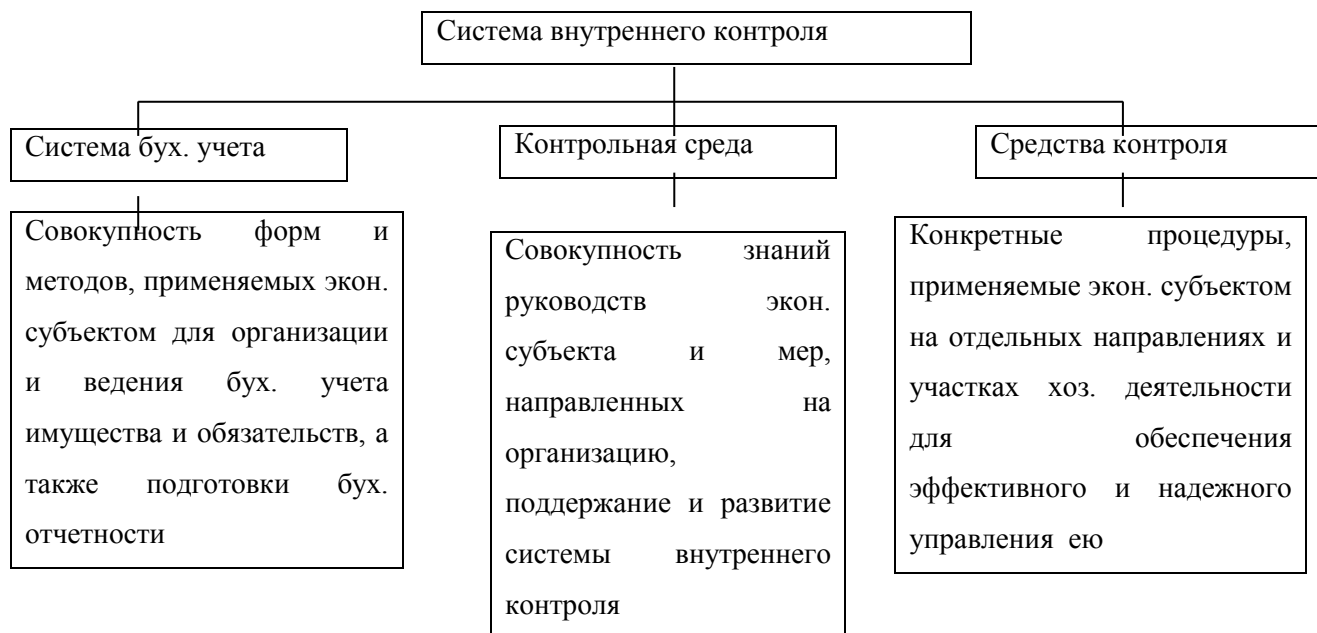 Система внутреннего контроля
Система бух. учета
Контрольная среда
Средства контроля
Совокупность форм и
методов, применяемых экон.
субъектом для организации
и ведения бух. учета
имущества и обязательств, а
также подготовки бух.
отчетности
Совокупность знаний
руководств экон.
субъекта и мер,
направленных на
организацию,
поддержание и развитие
системы внутреннего
контроля
Конкретные процедуры,
применяемые экон. субъектом
на отдельных направлениях и
участках хоз. деятельности
для обеспечения
эффективного и надежного
управления ею